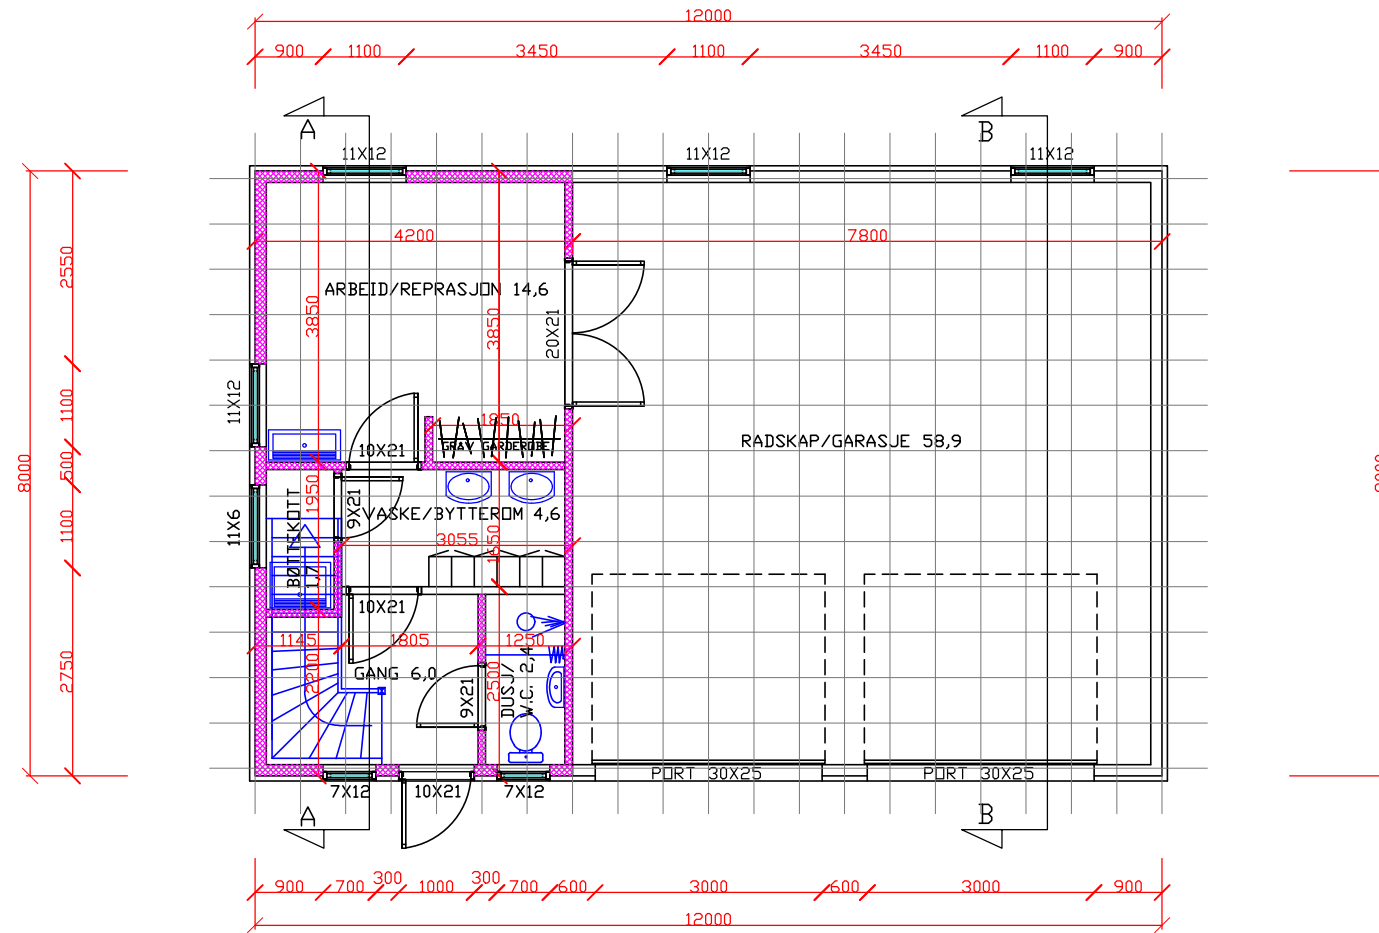 12000
900 1100 3450 1100 3450 1100 900
A B
11X12 11X12 11X12
4200 7800
2550
ARBEID/REPRASJON 14,6
3850 3850
20X21
11X12
1100
1850
GRAV GARDEROBE
RADSKAP/GARASJE 58,9
10X21
500
8000
1950
9X21
VASKE/BYTTEROM 4,6
11X6
1100
BØTTEKOTT
1,7
3055
1650
10X21
1145 1805 1250
2750
2200
GANG 6,0
2500
DUSJ/
W.C. 2,4
9X21
PORT 30X25 PORT 30X25
7X12 10X21 7X12
A B
900 700 300 1000 300 700 600 3000 600 3000 900
12000